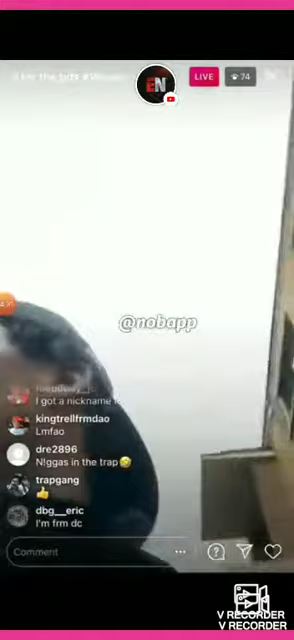 EN
LIVE
74
@nobapp
I got a nickname
kingtrellfrmdao
Lmfao
dre2896
N!ggas in the trap🤣
trapgang
👍
dbg__eric
I'm frm dc
Comment
V RECORDER
V RECORDER